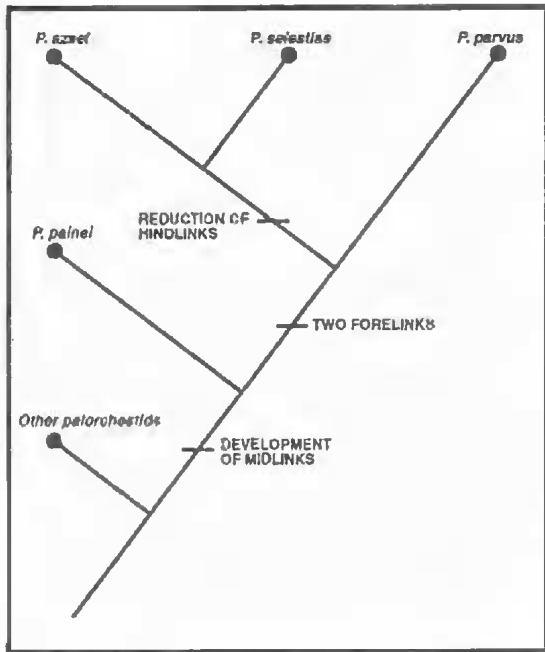 P. azael
P. selestiae
P. parvus
REDUCTION OF
HINDLINKS
P. painei
TWO FORELINKS
Other palorchestids
DEVELOPMENT
OF MIDLINKS